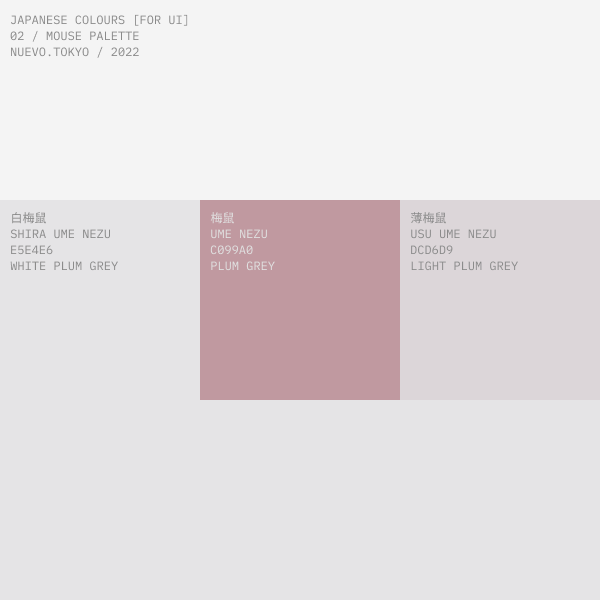 JAPANESE COLOURS [FOR UI]
02 / MOUSE PALETTE
NUEVO.TOKYO / 2022
白梅鼠
SHIRA UME NEZU
E5E4E6
WHITE PLUM GREY
梅鼠
UME NEZU
C099A0
PLUM GREY
薄梅鼠
USU UME NEZU
DCD6D9
LIGHT PLUM GREY